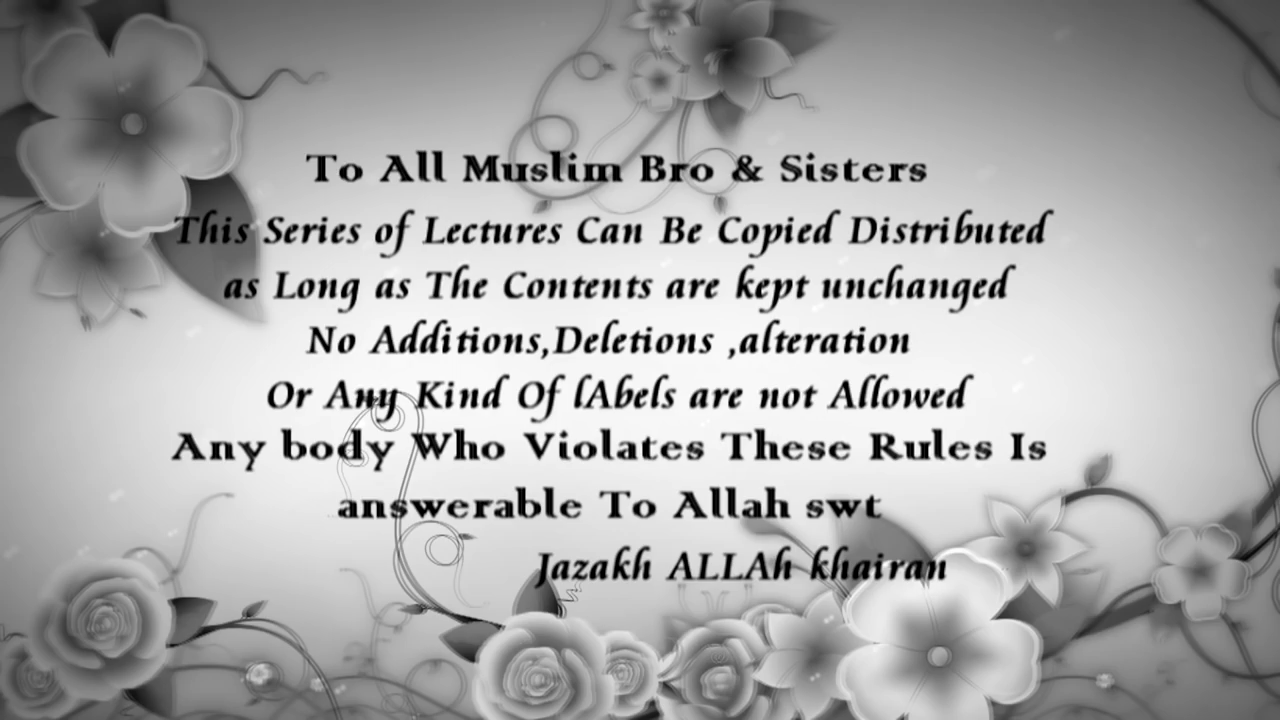 To All Muslim Bro & Sisters
This Series of Lectures Can Be Copied Distributed
as Long as The Contents are kept unchanged
No Additions,Deletions ,alteration
Or Any Kind Of lAbels are not Allowed
Any body Who Violates These Rules Is
answerable To Allah swt
Jazakh ALLAh khairan